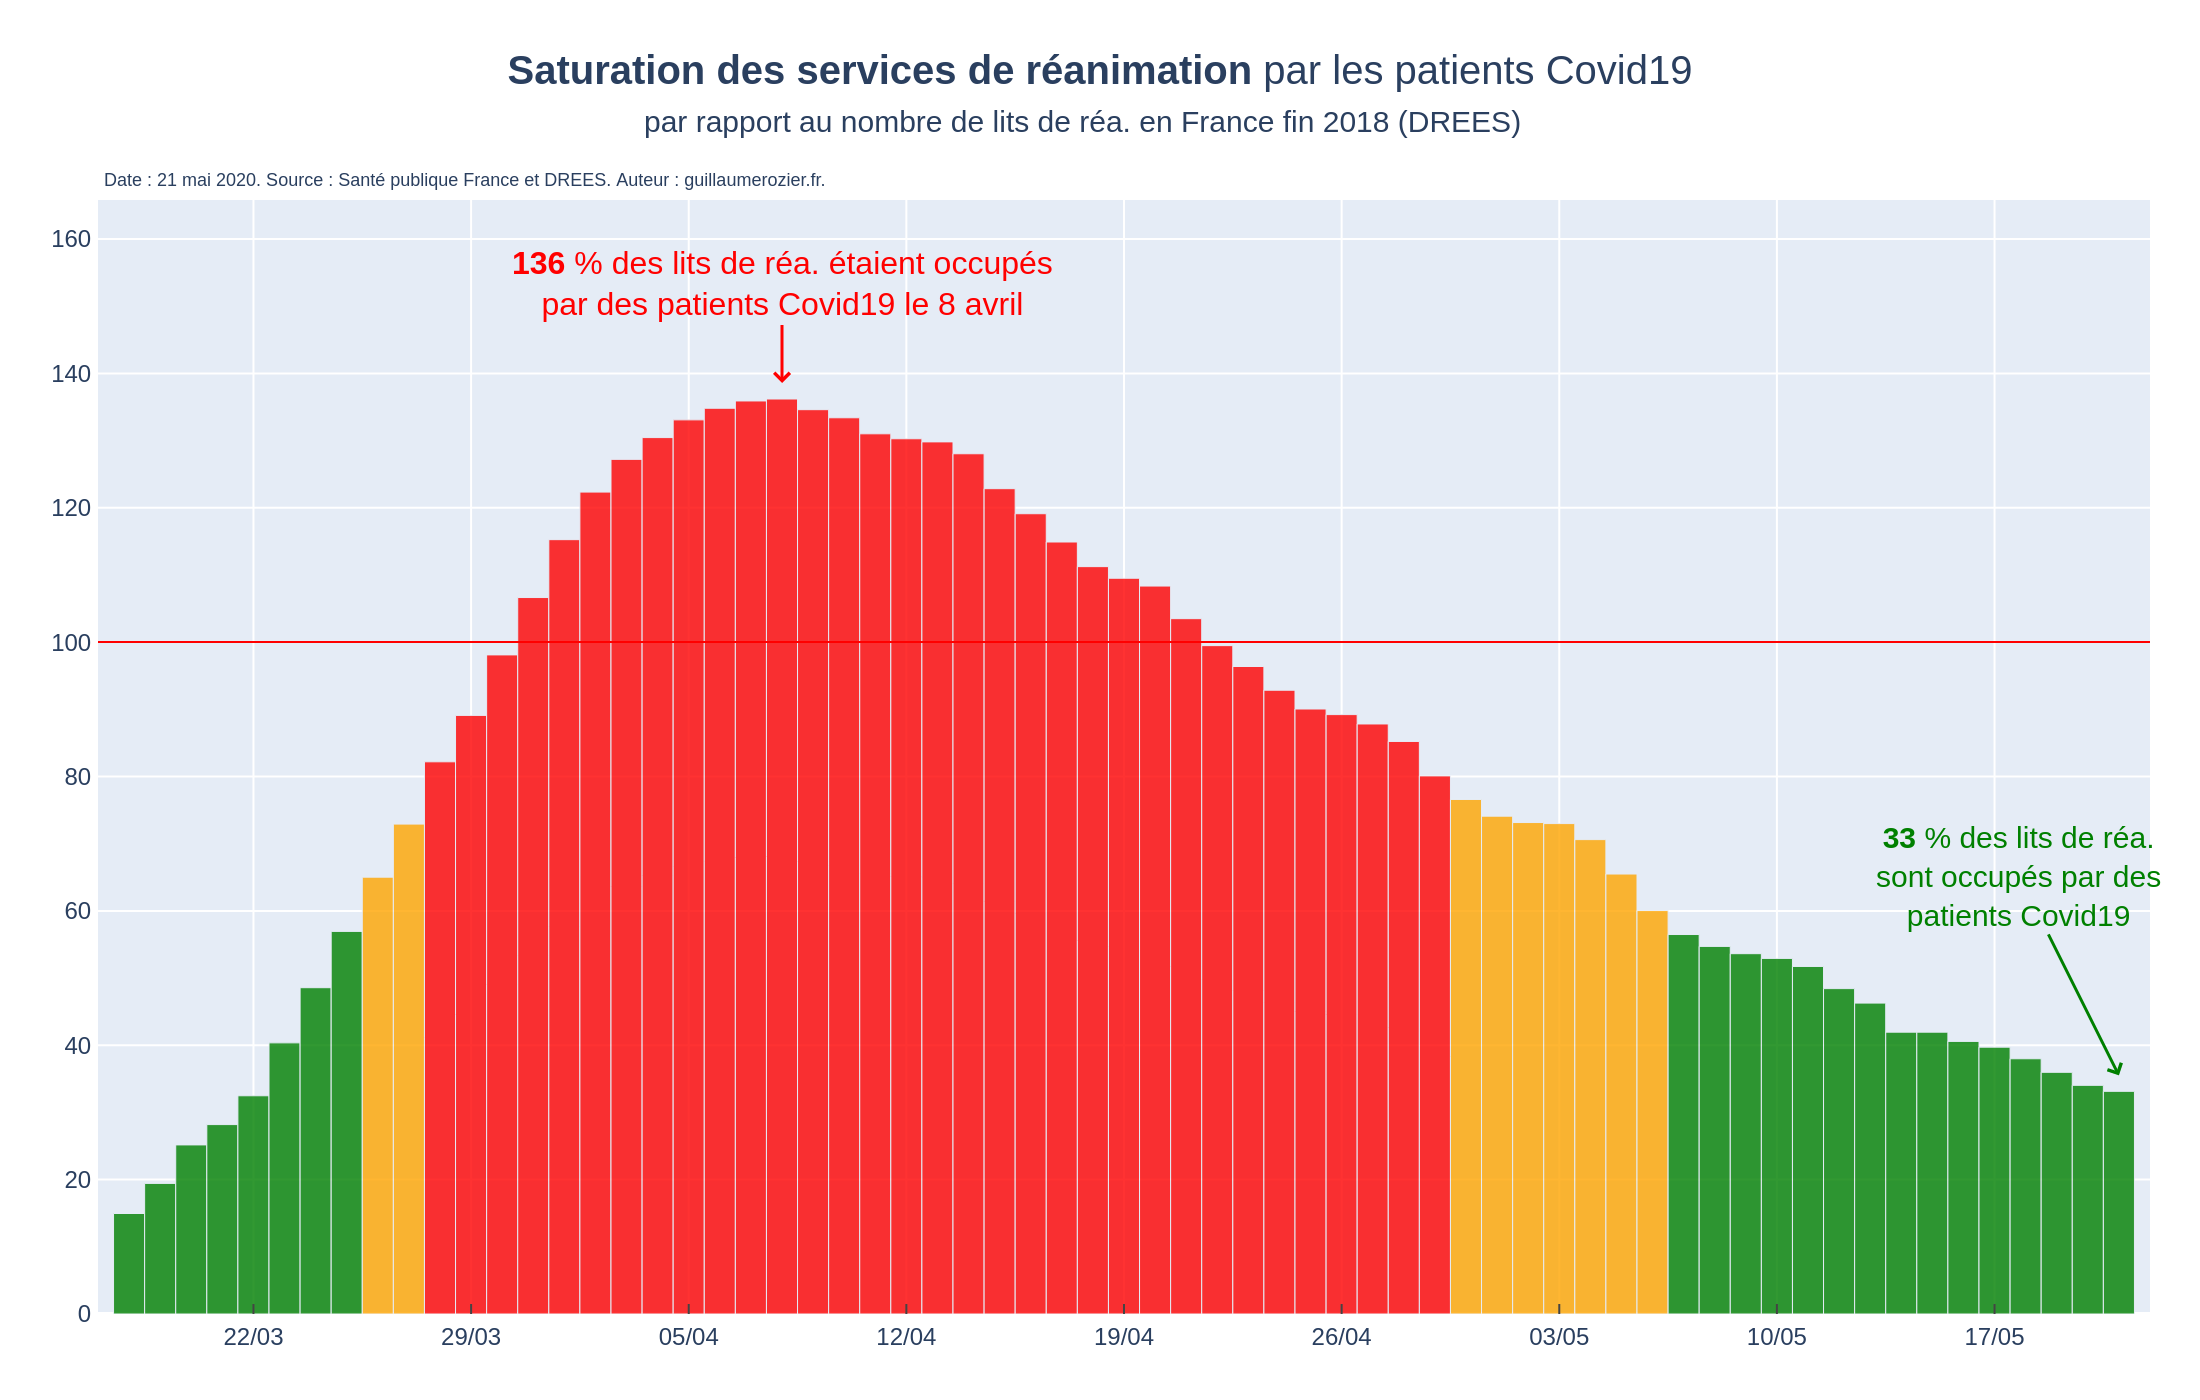 Saturation des services de réanimation par les patients Covid19
par rapport au nombre de lits de réa. en France fin 2018 (DREES)
Date : 21 mai 2020. Source : Santé publique France et DREES. Auteur : guillaumerozier.fr.
160
136 % des lits de réa. étaient occupés
par des patients Covid19 le 8 avril
140
120
100
80
33 % des lits de réa.
sont occupés par des
patients Covid19
60
40
20
0
22/03 29/03 05/04 12/04 19/04 26/04 03/05 10/05 17/05